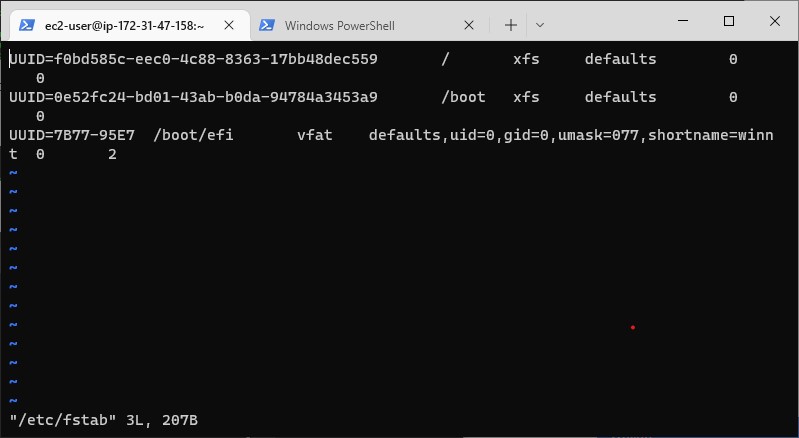 ec2-user@ip-172-31-47-158:~ Windows PowerShell
UUID=f0bd585c-eec0-4c88-8363-17bb48dec559 / xfs defaults 0
0
UUID=0e52fc24-bd01-43ab-b0da-94784a3453a9 /boot xfs defaults 0
0
UUID=7B77-95E7 /boot/efi vfat defaults,uid=0,gid=0,umask=077,shortname=winn
t 0 2
~
~
~
~
~
~
~
~
~
~
~
~
~
"/etc/fstab" 3L, 207B